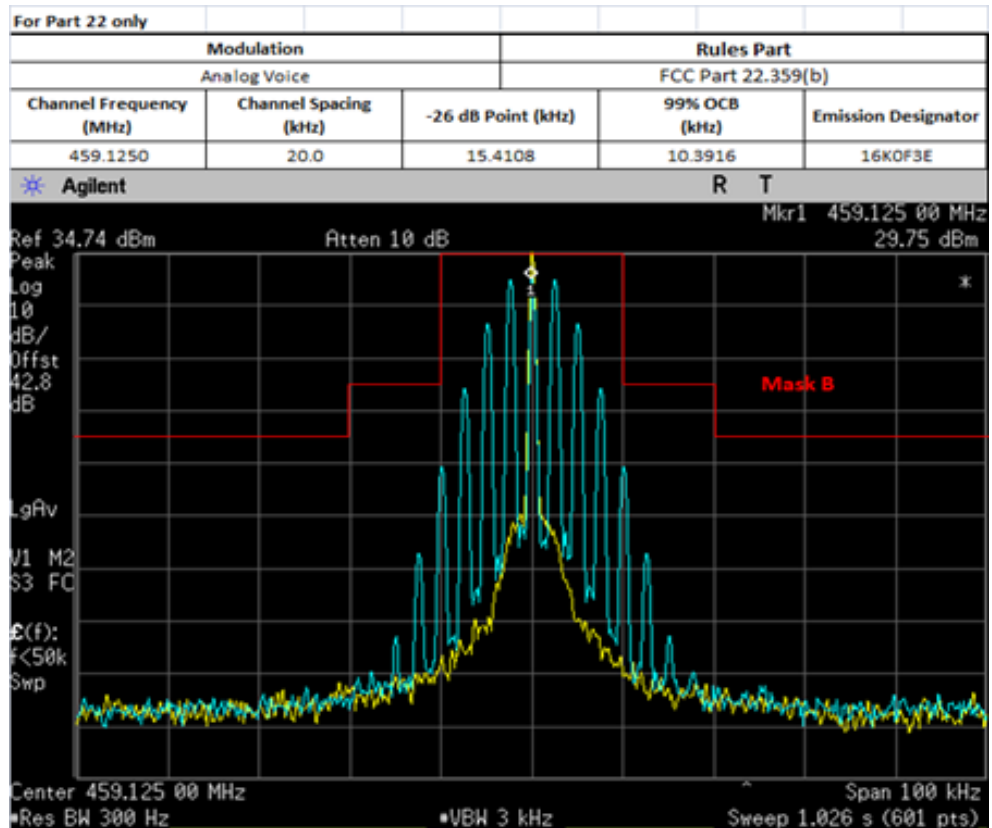 For Part 22 only
Modulation Rules Part
Analog Voice FCC Part 22.359(b)
Channel Frequency (MHz) Channel Spacing (kHz) -26 dB Point (kHz) 99% OCB (kHz) Emission Designator
459.1250 20.0 15.4108 10.3916 16K0F3E
Agilent R T
Mkr1 459.125 00 MHz
Ref 34.74 dBm Atten 10 dB 29.75 dBm
Peak
Log
10
dB/
Offst
42.8
dB
Mask B
1
*
LgAv
V1 M2
S3 FC
£(f):
f<50k
Swp
Center 459.125 00 MHz ^ Span 100 kHz
*Res BW 300 Hz *VBW 3 kHz Sweep 1.026 s (601 pts)